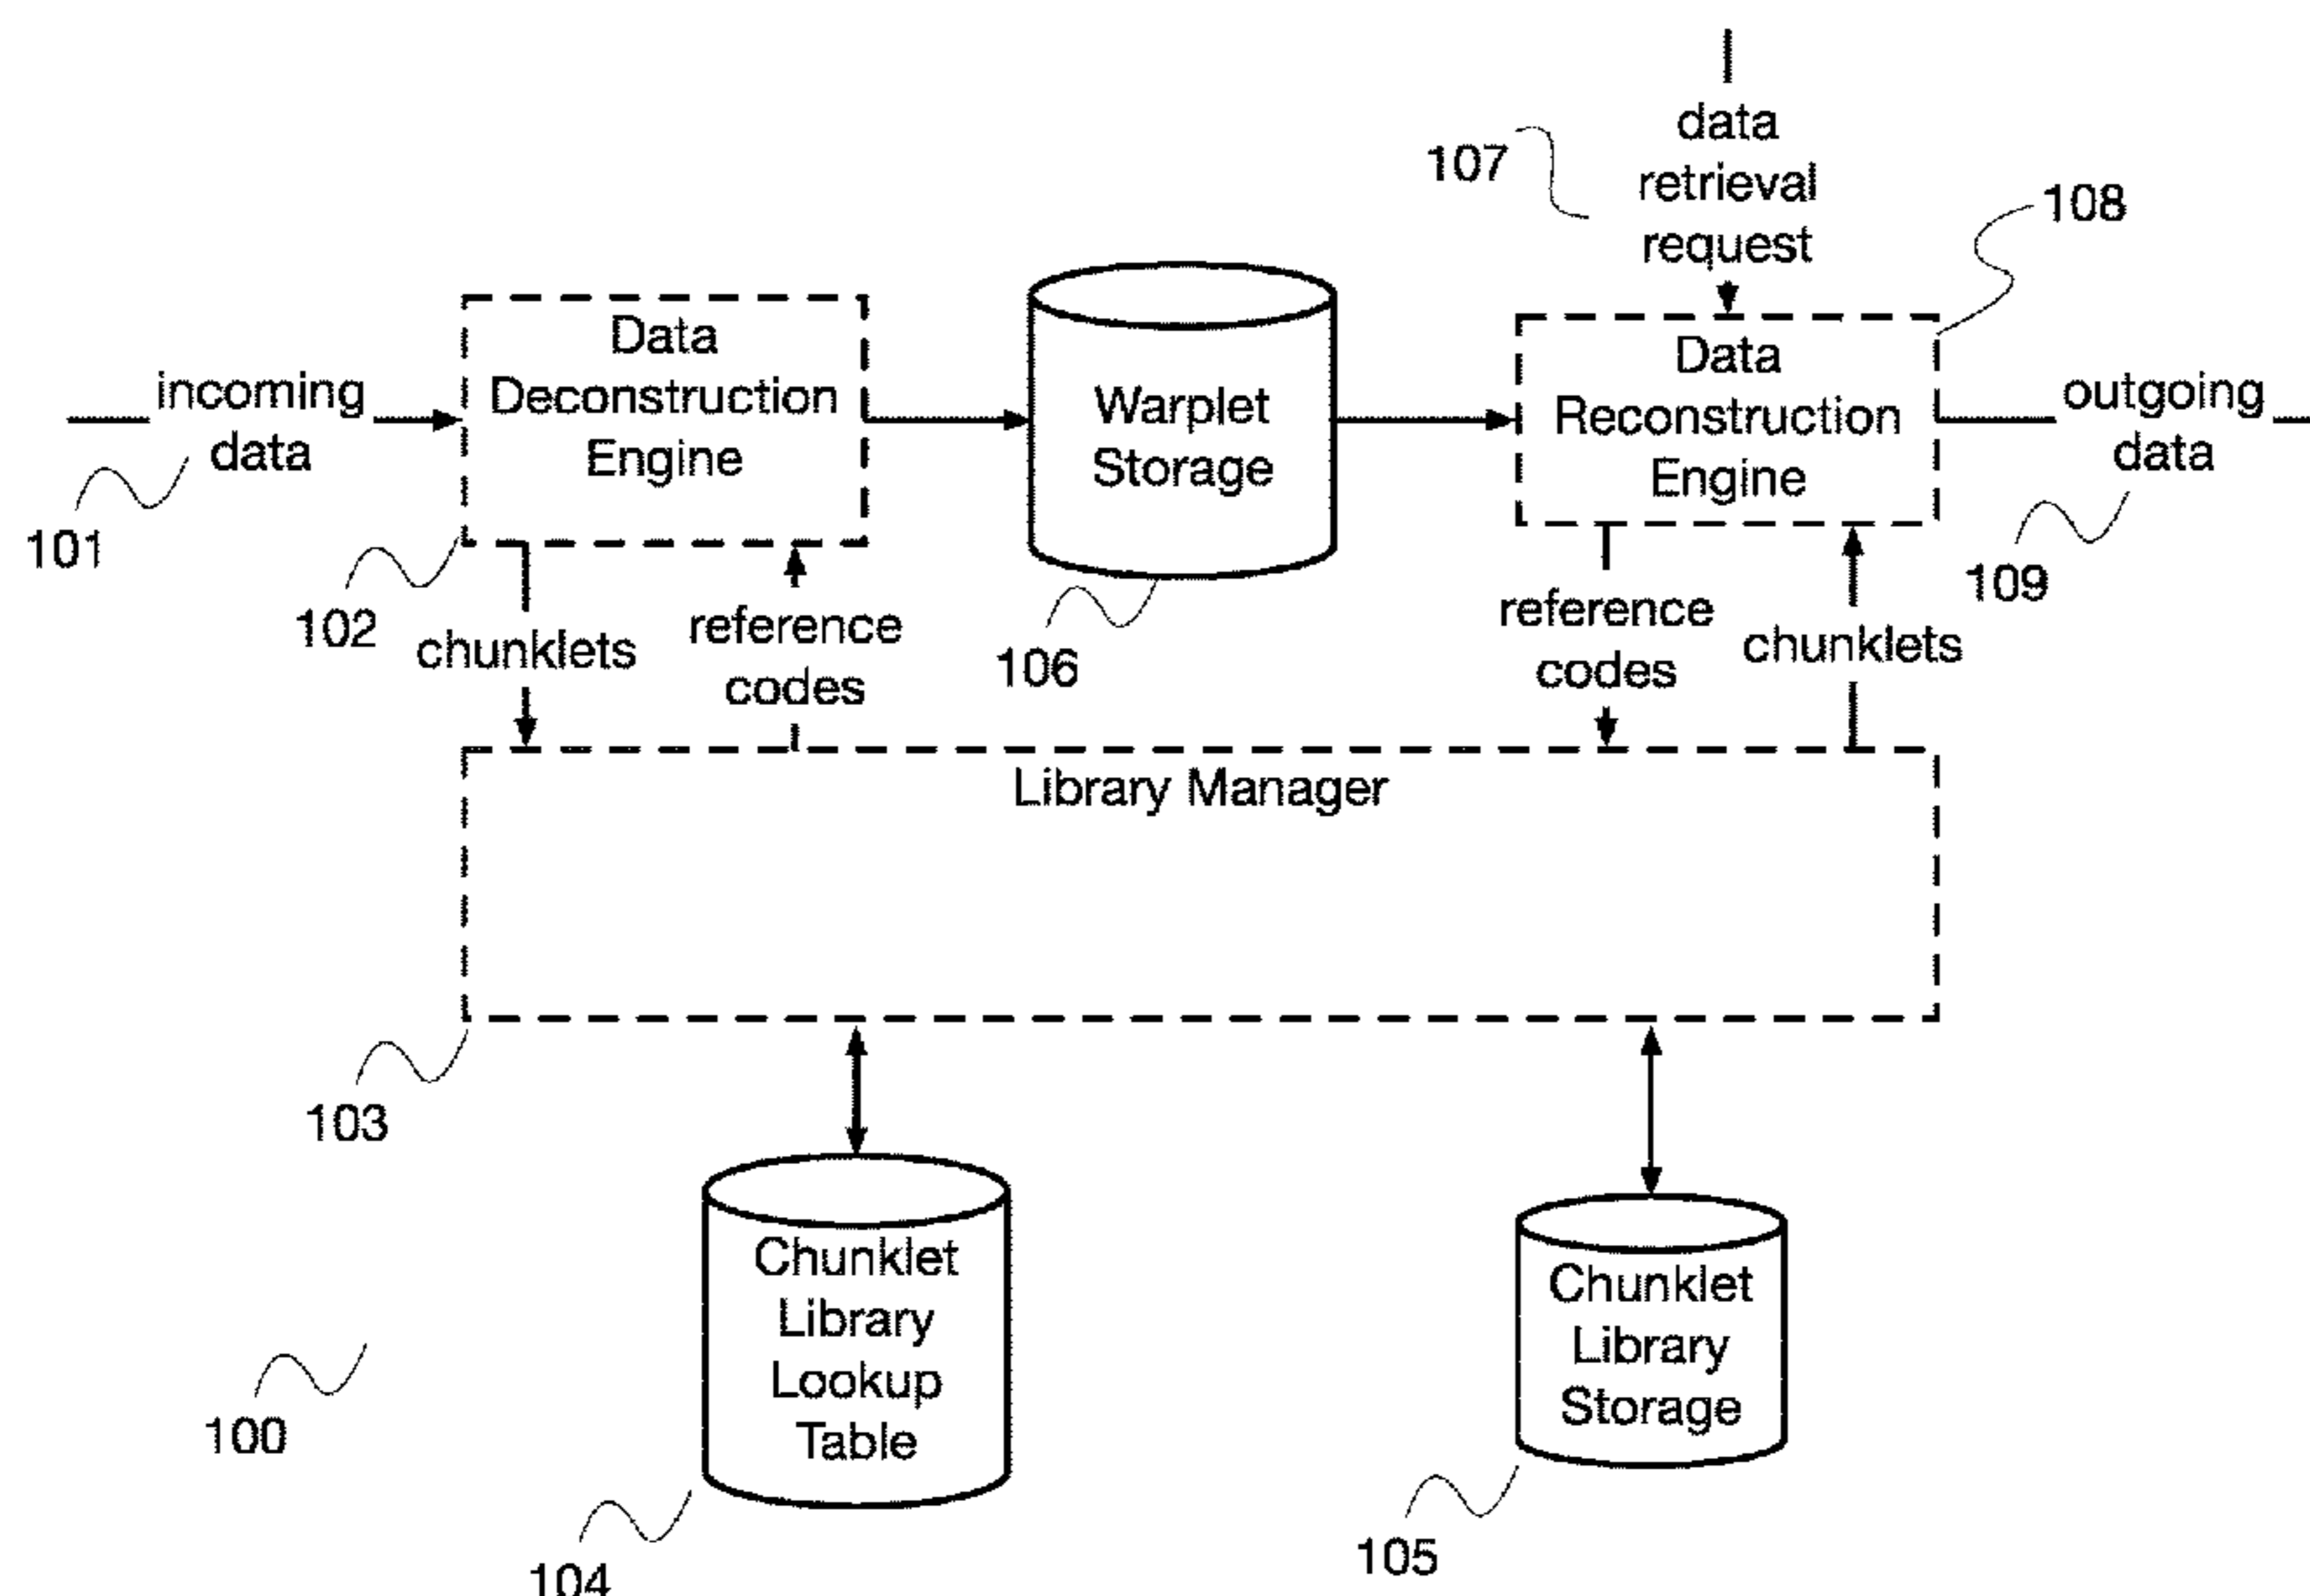 data
retrieval
request
107
108
incoming
data
101
Data
Deconstruction
Engine
102
Warplet
Storage
106
Data
Reconstruction
Engine
outgoing
data
109
chunklets
reference
codes
reference
codes
chunklets
Library Manager
103
Chunklet
Library
Lookup
Table
104
Chunklet
Library
Storage
105
100